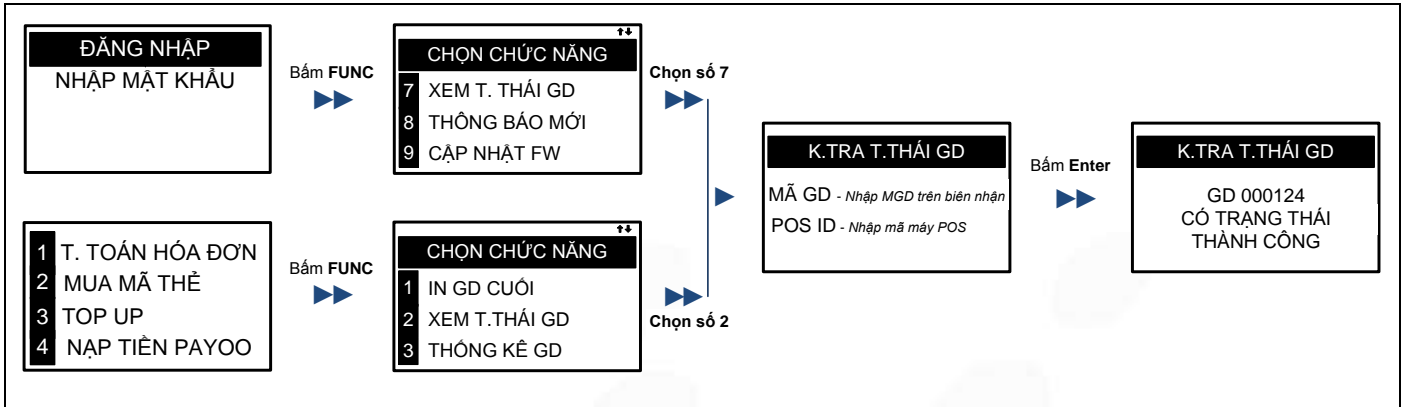 ĐĂNG NHẬP
NHẬP MẬT KHẨU
Bấm FUNC
CHỌN CHỨC NĂNG
7 XEM T. THÁI GD
8 THÔNG BÁO MỚI
9 CẬP NHẬT FW
Chọn số 7
1 T. TOÁN HÓA ĐƠN
2 MUA MÃ THẺ
3 TOP UP
4 NẠP TIỀN PAYOO
Bấm FUNC
CHỌN CHỨC NĂNG
1 IN GD CUỐI
2 XEM T.THÁI GD
3 THỐNG KÊ GD
Chọn số 2
K.TRA T.THÁI GD
MÃ GD - Nhập MGD trên biên nhận
POS ID - Nhập mã máy POS
Bấm Enter
K.TRA T.THÁI GD
GD 000124
CÓ TRẠNG THÁI
THÀNH CÔNG